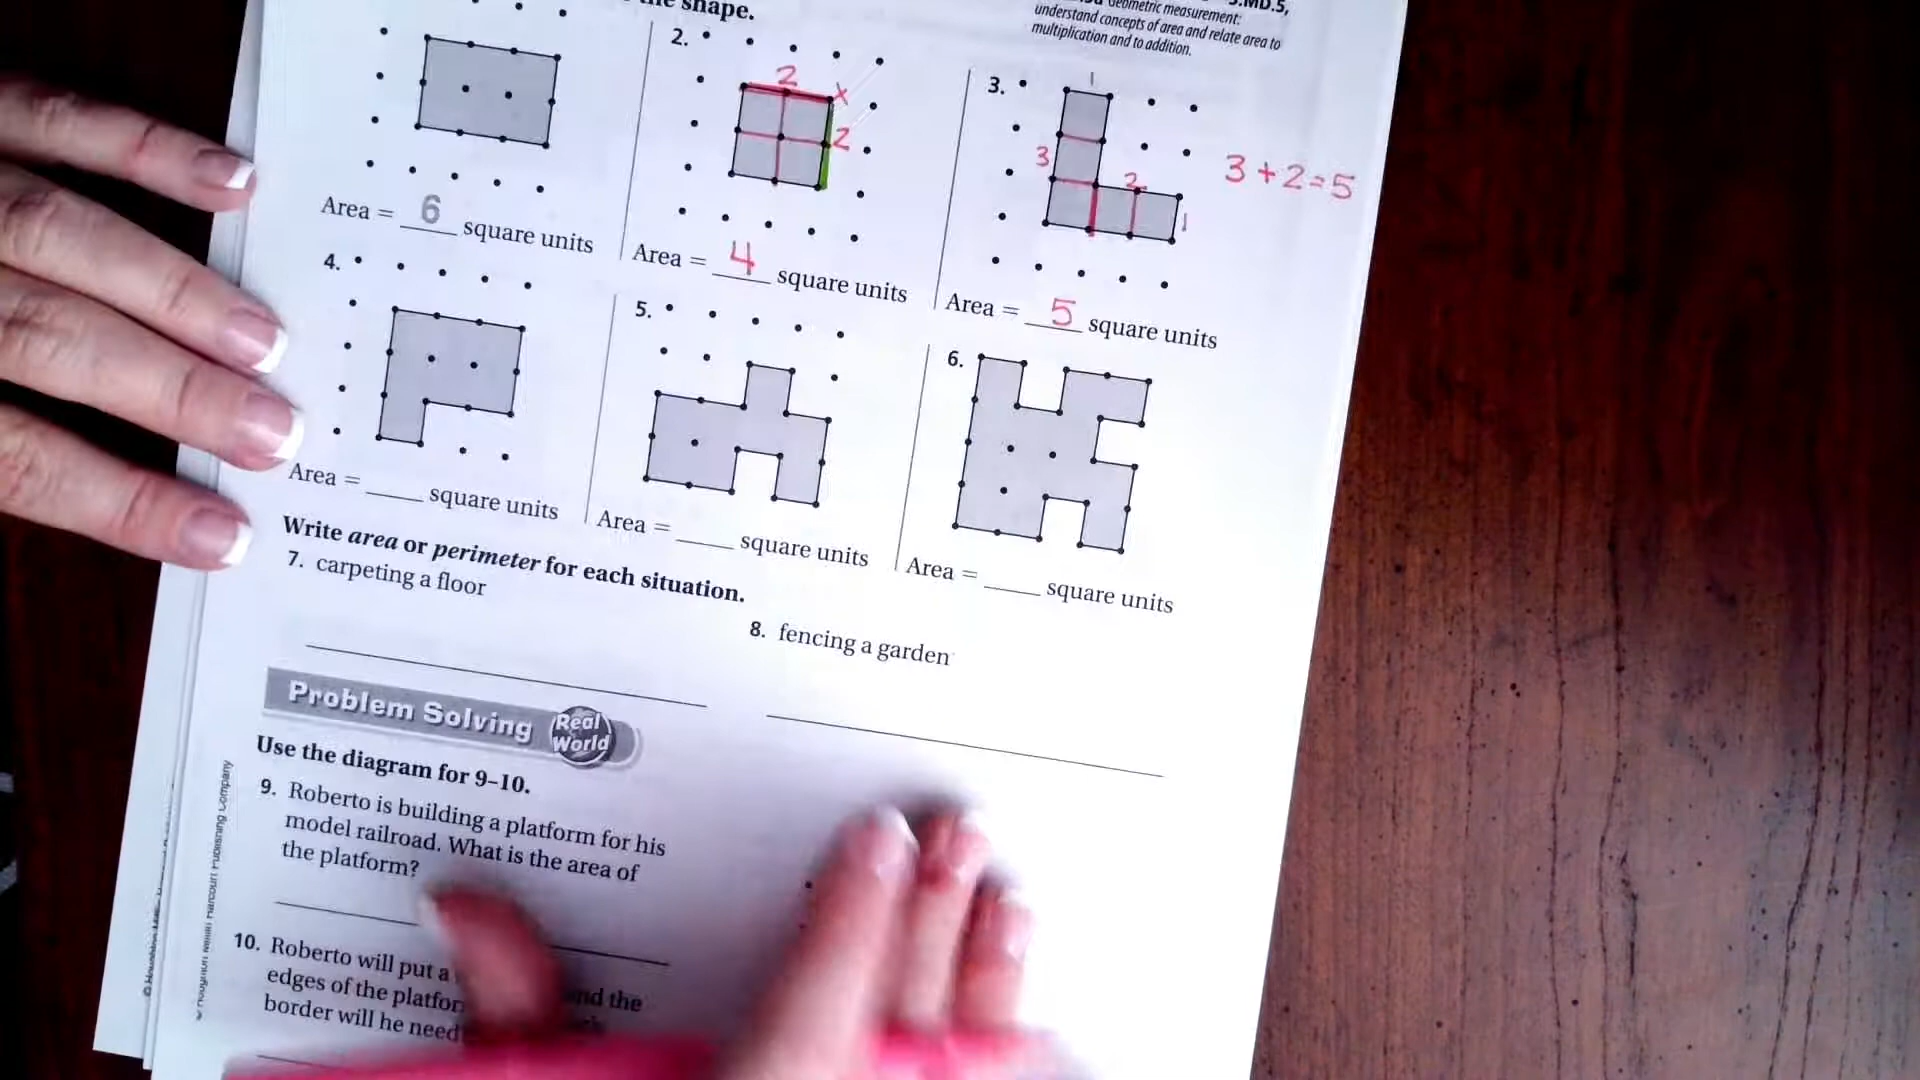 the shape.
Geometric measurement:
understand concepts of area and relate area to
multiplication and to addition.
Area = 6 square units
2.
2
x
2
Area = 4 square units
3.
1
3
2
1
3 + 2 = 5
Area = 5 square units
4.
Area = ____ square units
5.
Area = ____ square units
6.
Area = ____ square units
Write area or perimeter for each situation.
7. carpeting a floor
8. fencing a garden
Problem Solving Real World
Use the diagram for 9–10.
9. Roberto is building a platform for his
model railroad. What is the area of
the platform?
10. Roberto will put a
and the
edges of the
border will he need